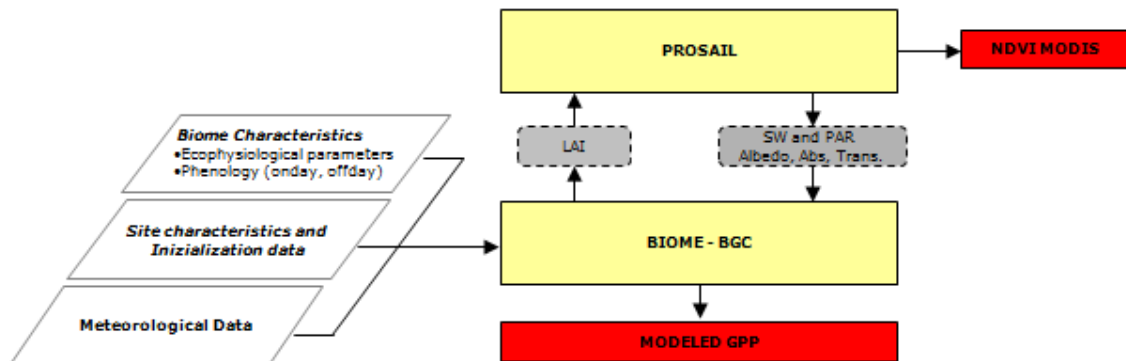 PROSAIL
NDVI MODIS
LAI
SW and PAR
Albedo, Abs, Trans.
Biome Characteristics
•Ecophysiological parameters
•Phenology (onday, offday)
Site characteristics and
Inizialization data
BIOME - BGC
Meteorological Data
MODELED GPP